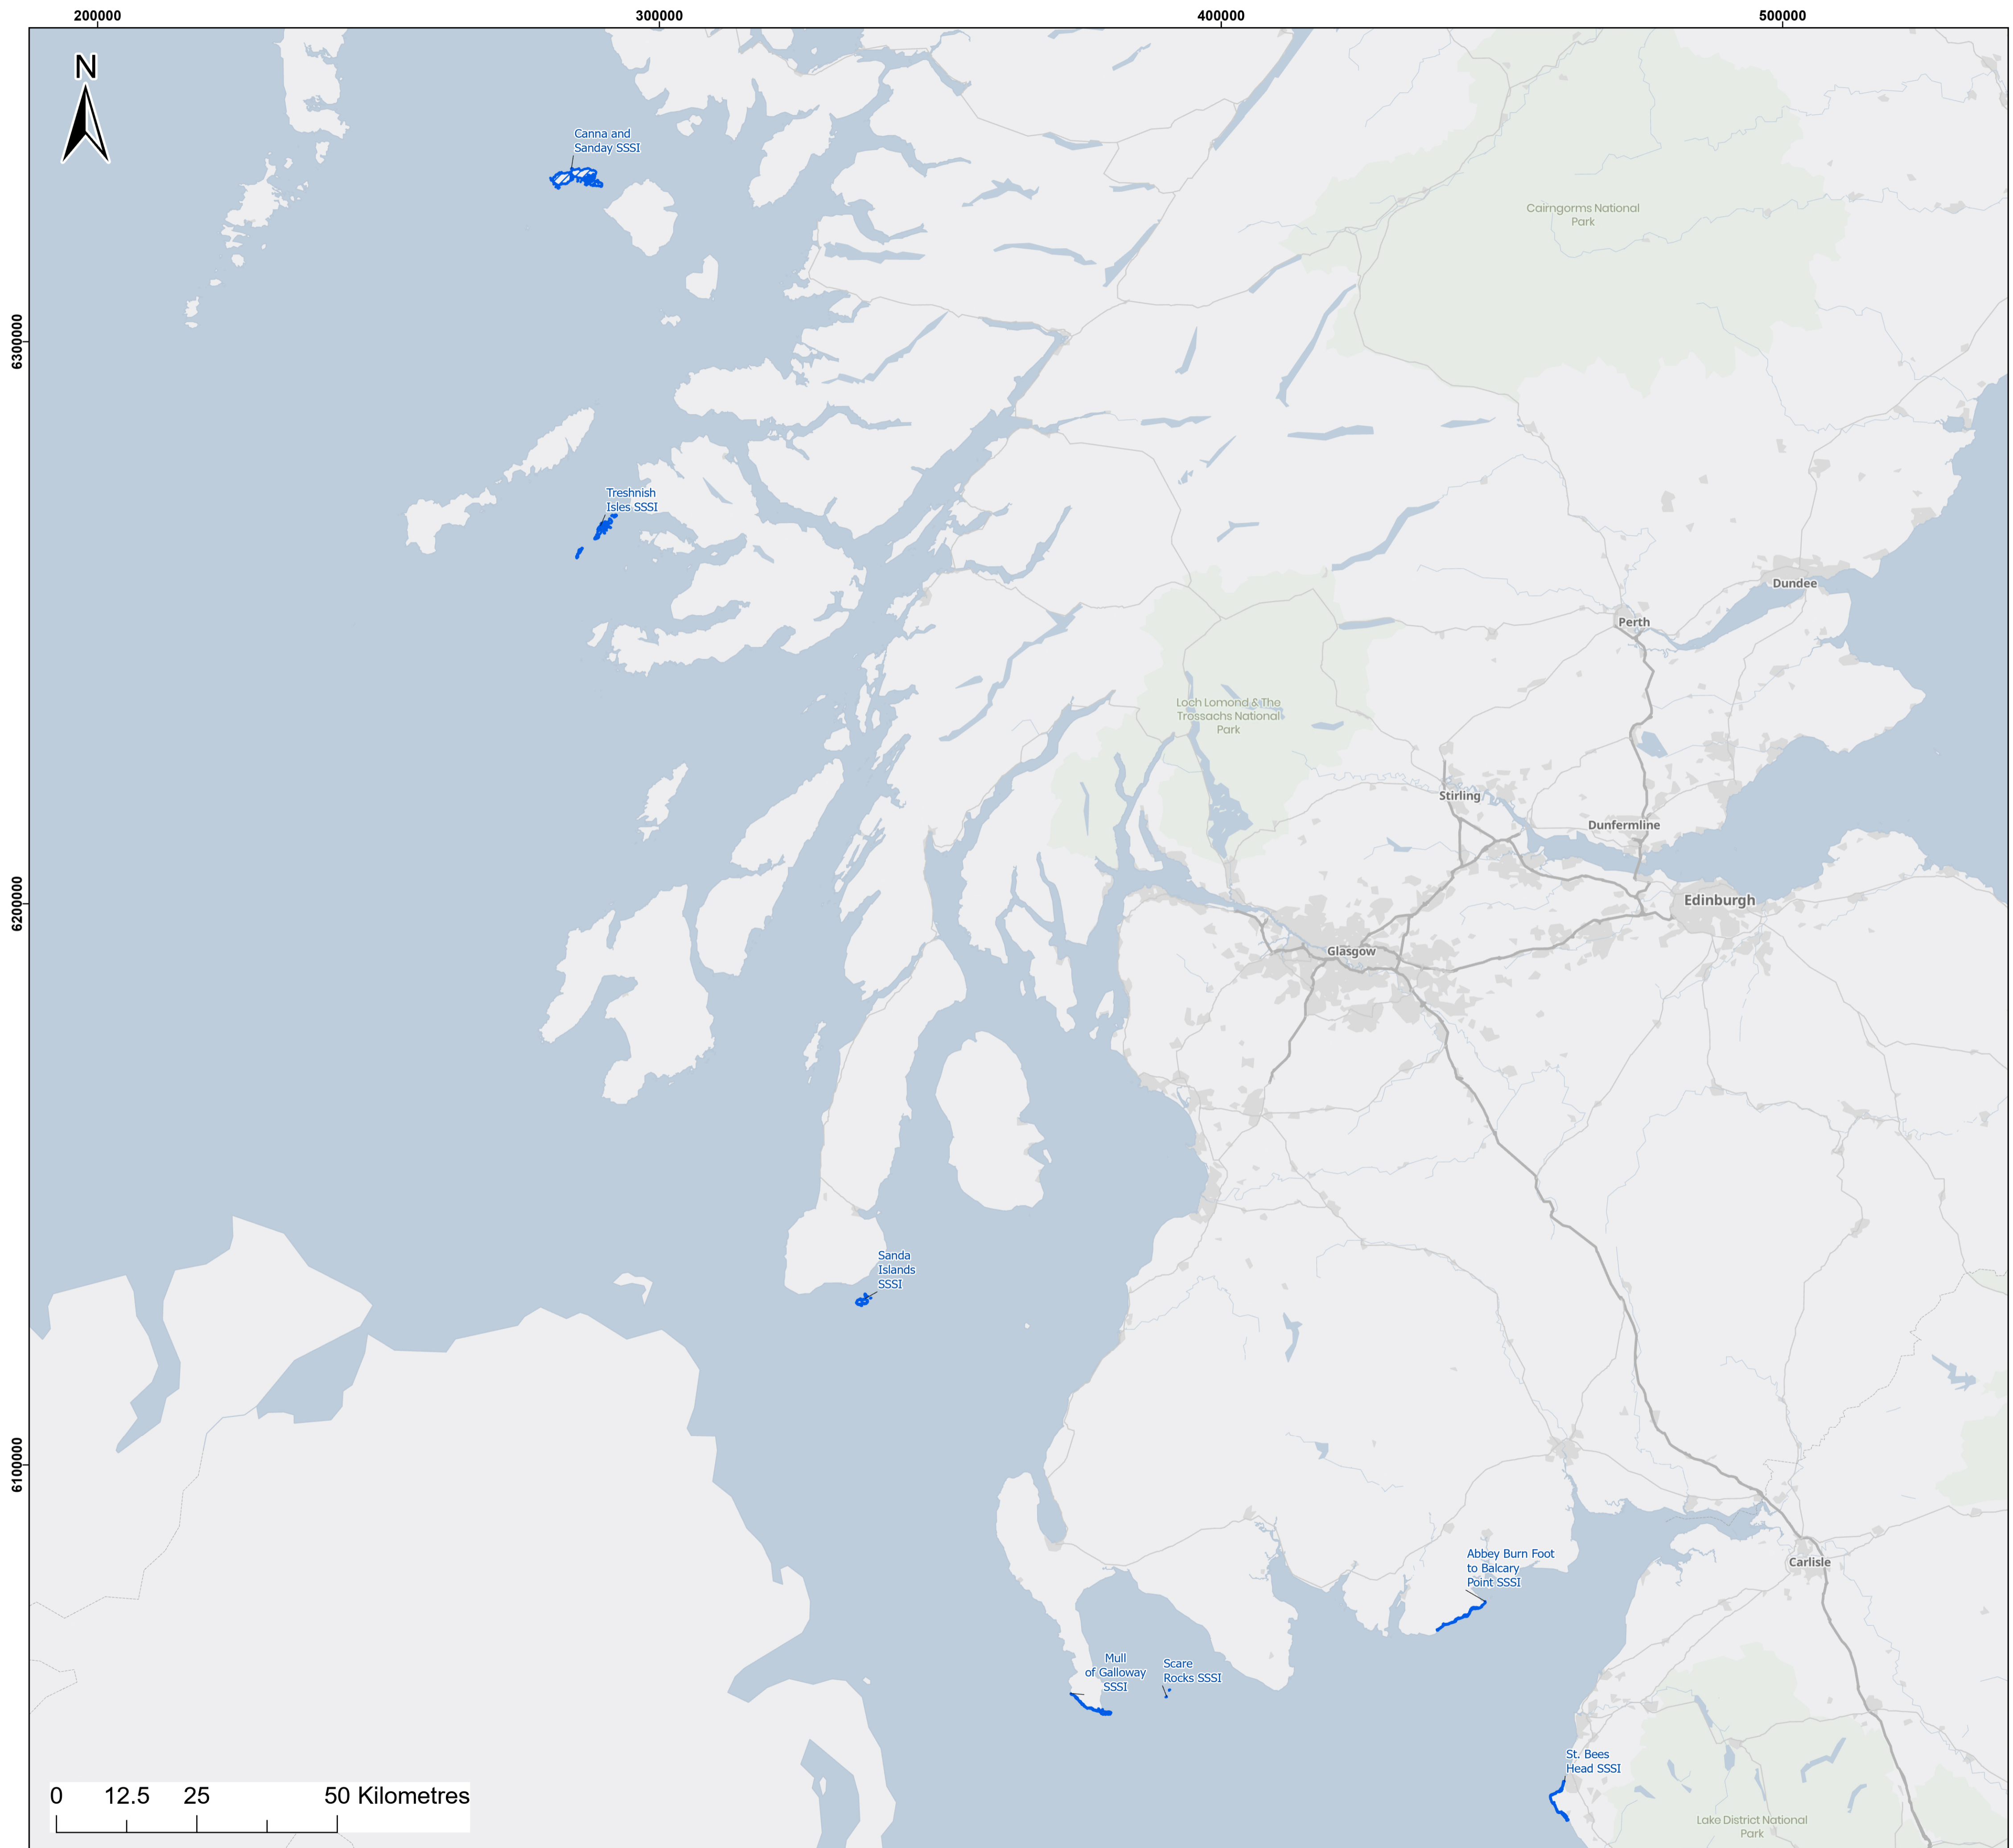 200000
300000
400000
500000
N
Canna and
Sanday SSSI
Cairngorms National
Park
6300000
Treshnish
Isles SSSI
Dundee
Perth
Loch Lomond & The
Trossachs National
Park
Stirling
Dunfermline
6200000
Edinburgh
Glasgow
Sanda
Islands
SSSI
6100000
Abbey Burn Foot
to Balcary
Point SSSI
Carlisle
Mull
of Galloway
SSSI
Scare
Rocks SSSI
St. Bees
Head SSSI
0 12.5 25 50 Kilometres
Lake District National
Park